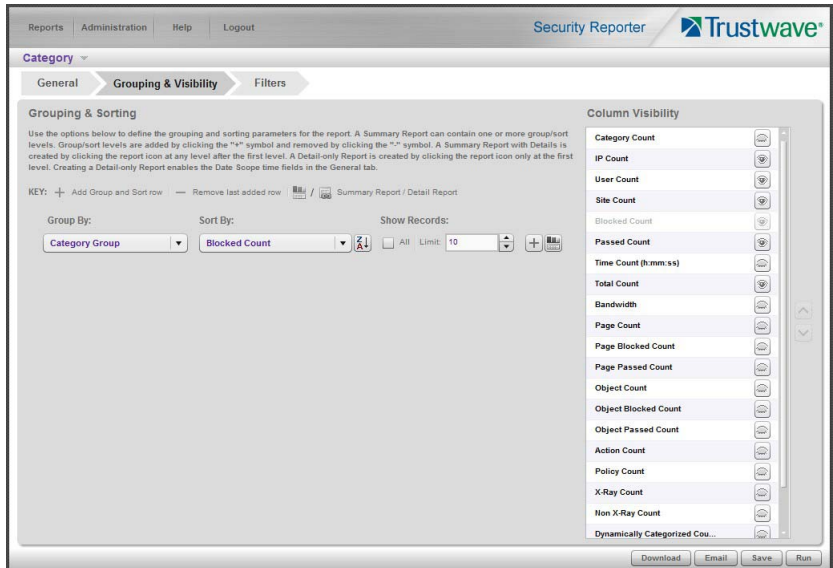 Reports Administration Help Logout
Security Reporter Trustwave®
Category
General Grouping & Visibility Filters
Grouping & Sorting
Use the options below to define the grouping and sorting parameters for the report. A Summary Report can contain one or more group/sort
levels. Group/sort levels are added by clicking the "+" symbol and removed by clicking the "-" symbol. A Summary Report with Details is
created by clicking the report icon at any level after the first level. A Detail-only Report is created by clicking the report icon only at the first
level. Creating a Detail-only Report enables the Date Scope time fields in the General tab.
KEY: + Add Group and Sort row — Remove last added row / Summary Report / Detail Report
Group By: Sort By: Show Records:
Category Group Blocked Count Z A All Limit: 10 +
Column Visibility
Category Count
IP Count
User Count
Site Count
Blocked Count
Passed Count
Time Count (h:mm:ss)
Total Count
Bandwidth
Page Count
Page Blocked Count
Page Passed Count
Object Count
Object Blocked Count
Object Passed Count
Action Count
Policy Count
X-Ray Count
Non X-Ray Count
Dynamically Categorized Cou...
Download Email Save Run